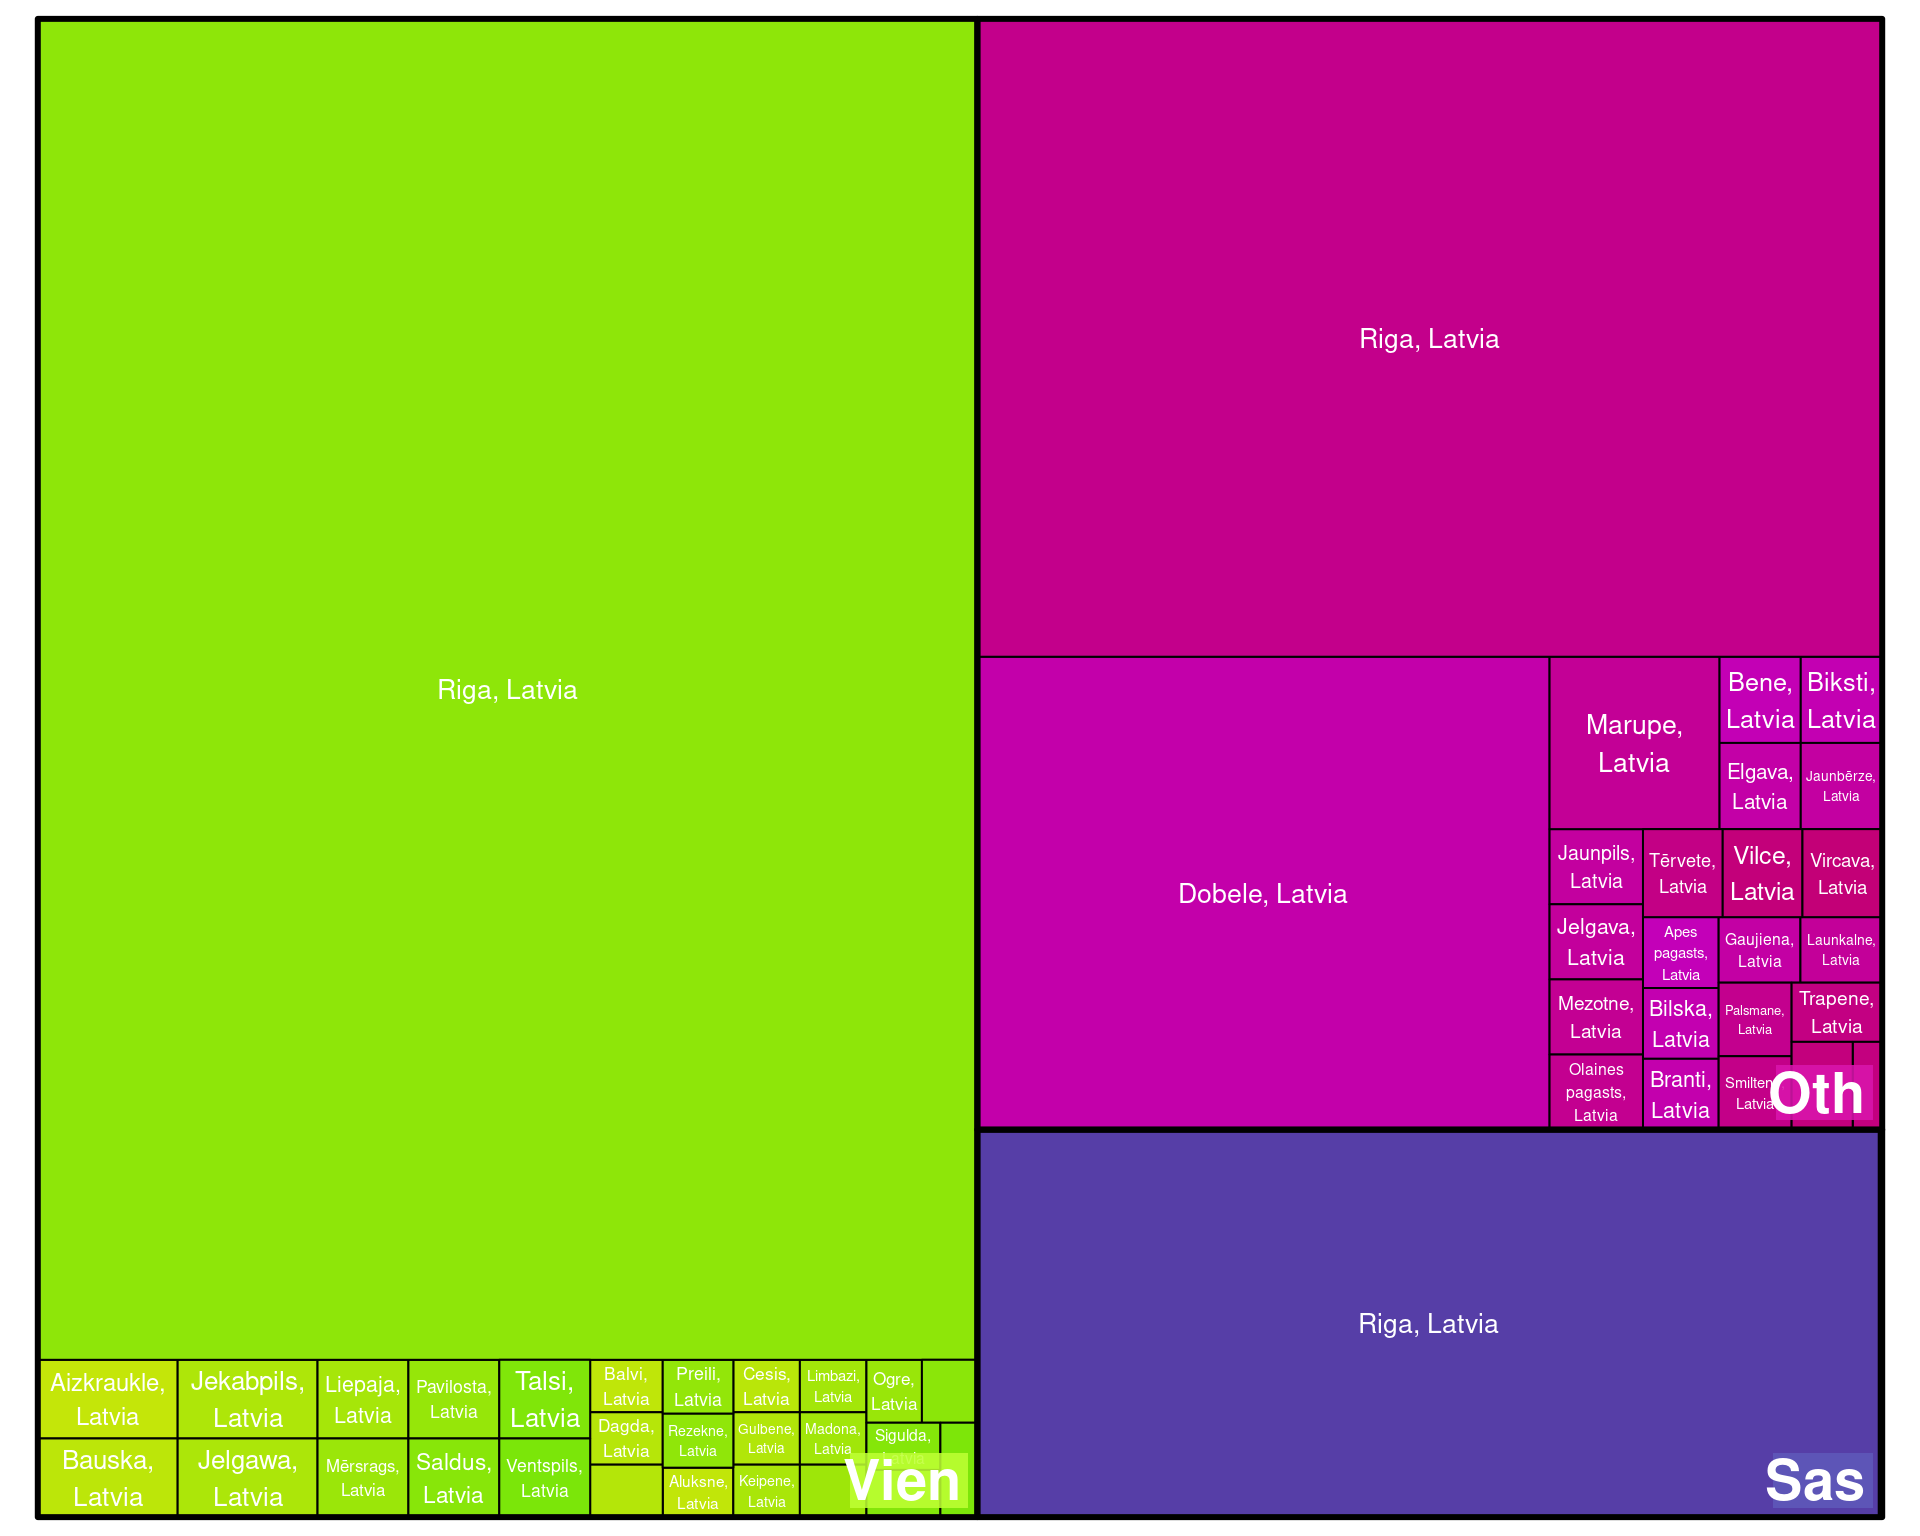 Riga, Latvia
Aizkraukle,
Latvia
Bauska,
Latvia
Jekabpils,
Latvia
Jelgawa,
Latvia
Liepaja,
Latvia
Mērsrags,
Latvia
Pavilosta,
Latvia
Saldus,
Latvia
Talsi,
Latvia
Ventspils,
Latvia
Balvi,
Latvia
Dagda,
Latvia
Preili,
Latvia
Rezekne,
Latvia
Aluksne,
Latvia
Cesis,
Latvia
Gulbene,
Latvia
Keipene,
Latvia
Limbazi,
Latvia
Madona,
Latvia
Ogre,
Latvia
Sigulda,
Latvia
Vien
Riga, Latvia
Dobele, Latvia
Marupe,
Latvia
Bene,
Latvia
Biksti,
Latvia
Elgava,
Latvia
Jaunbērze,
Latvia
Jaunpils,
Latvia
Jelgava,
Latvia
Mezotne,
Latvia
Olaines
pagasts,
Latvia
Tērvete,
Latvia
Vilce,
Latvia
Vircava,
Latvia
Apes
pagasts,
Latvia
Bilska,
Latvia
Branti,
Latvia
Gaujiena,
Latvia
Launkalne,
Latvia
Palsmane,
Latvia
Trapene,
Latvia
Latvia
Oth
Riga, Latvia
Sas